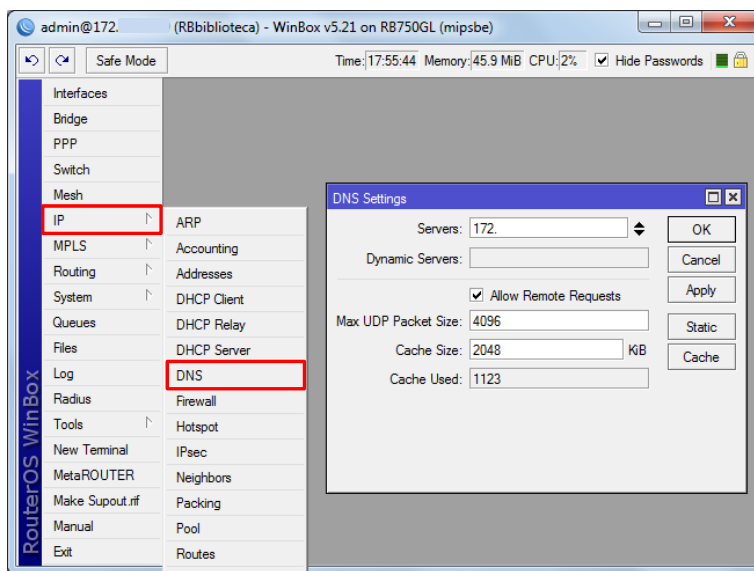 admin@172. (RBbiblioteca) - WinBox v5.21 on RB750GL (mipsbe)
Safe Mode
Time: 17:55:44 Memory: 45.9 MiB CPU: 2% Hide Passwords
RouterOS WinBox
Interfaces
Bridge
PPP
Switch
Mesh
IP
MPLS
Routing
System
Queues
Files
Log
Radius
Tools
New Terminal
MetaROUTER
Make Supout.rif
Manual
Exit
ARP
Accounting
Addresses
DHCP Client
DHCP Relay
DHCP Server
DNS
Firewall
Hotspot
IPsec
Neighbors
Packing
Pool
Routes
DNS Settings
Servers: 172.
Dynamic Servers:
Allow Remote Requests
Max UDP Packet Size: 4096
Cache Size: 2048 KiB
Cache Used: 1123
OK
Cancel
Apply
Static
Cache